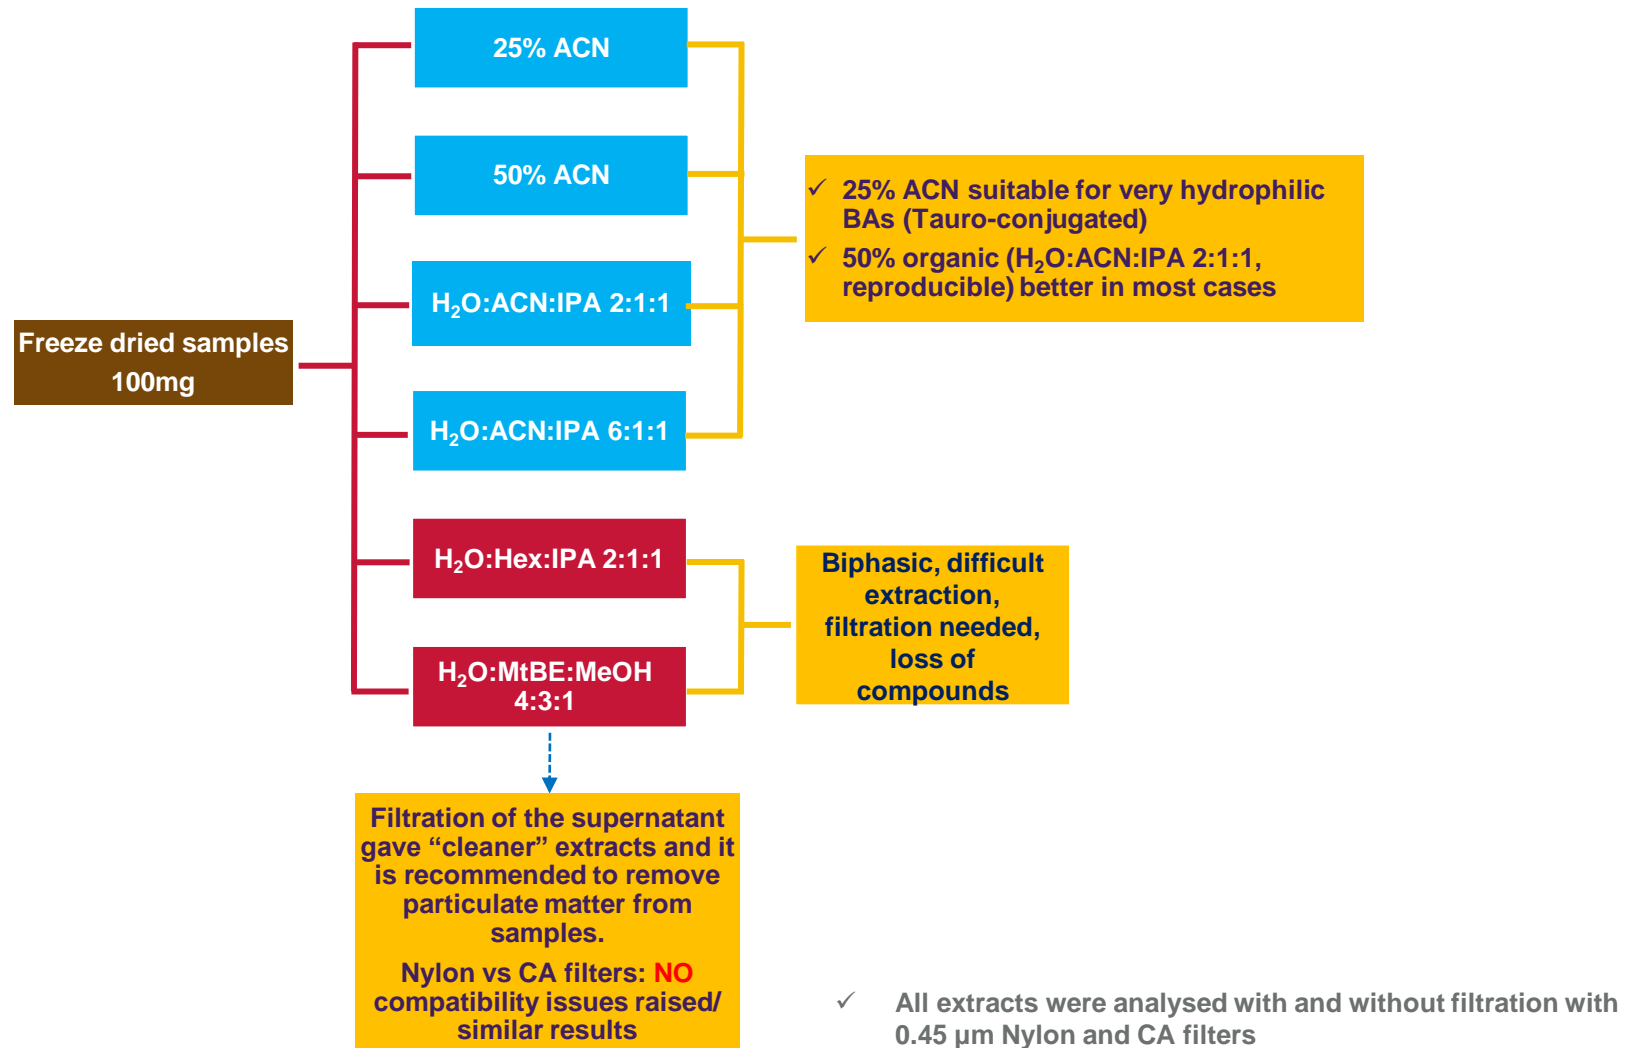 25% ACN
50% ACN
H₂O:ACN:IPA 2:1:1
H₂O:ACN:IPA 6:1:1
H₂O:Hex:IPA 2:1:1
H₂O:MtBE:MeOH
4:3:1
Freeze dried samples
100mg
✓ 25% ACN suitable for very hydrophilic
BAs (Tauro-conjugated)
✓ 50% organic (H₂O:ACN:IPA 2:1:1,
reproducible) better in most cases
Biphasic, difficult
extraction,
filtration needed,
loss of
compounds
Filtration of the supernatant
gave “cleaner” extracts and it
is recommended to remove
particulate matter from
samples.
Nylon vs CA filters: NO
compatibility issues raised/
similar results
✓ All extracts were analysed with and without filtration with
0.45 µm Nylon and CA filters